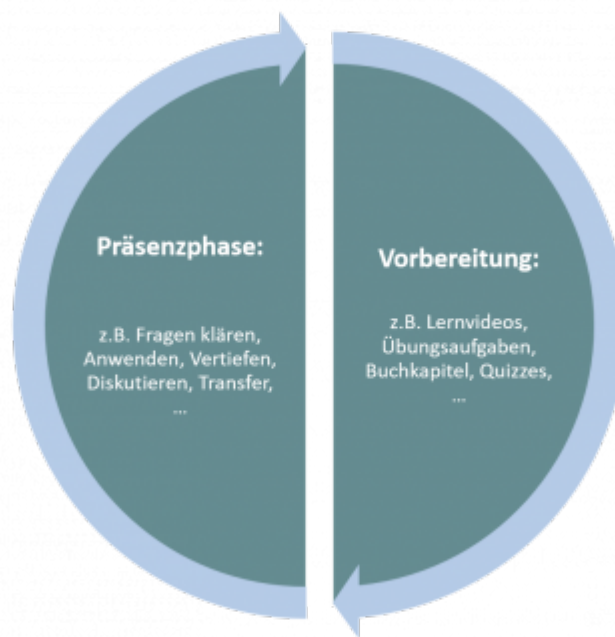 Präsenzphase:
z.B. Fragen klären,
Anwenden, Vertiefen,
Diskutieren, Transfer,
...
Vorbereitung:
z.B. Lernvideos,
Übungsaufgaben,
Buchkapitel, Quizzes,
...